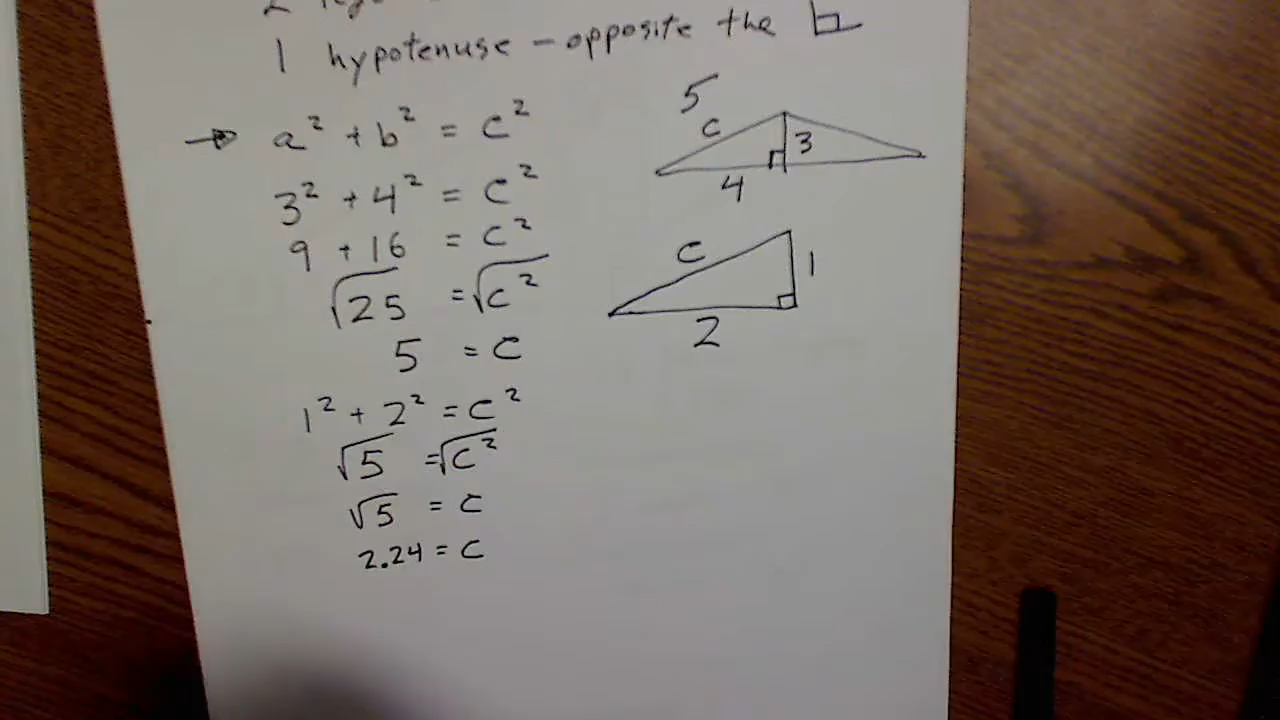 2
1 hypotenuse - opposite the
a² + b² = c²
3² + 4² = c²
9 + 16 = c²
√25 = √c²
5 = c
1² + 2² = c²
√5 = √c²
√5 = c
2.24 = c
5
c
3
4
c
1
2